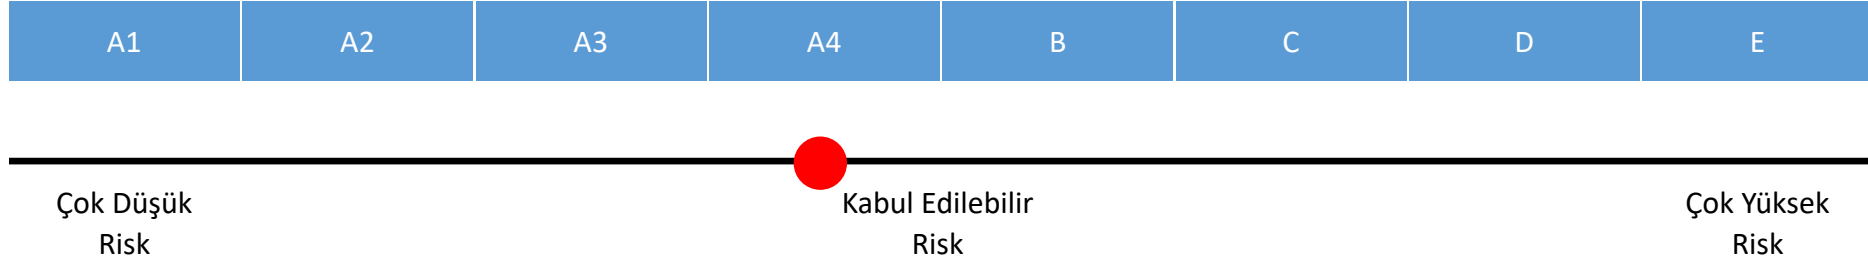 A1 A2 A3 A4 B C D E
Çok Düşük
Risk
Kabul Edilebilir
Risk
Çok Yüksek
Risk